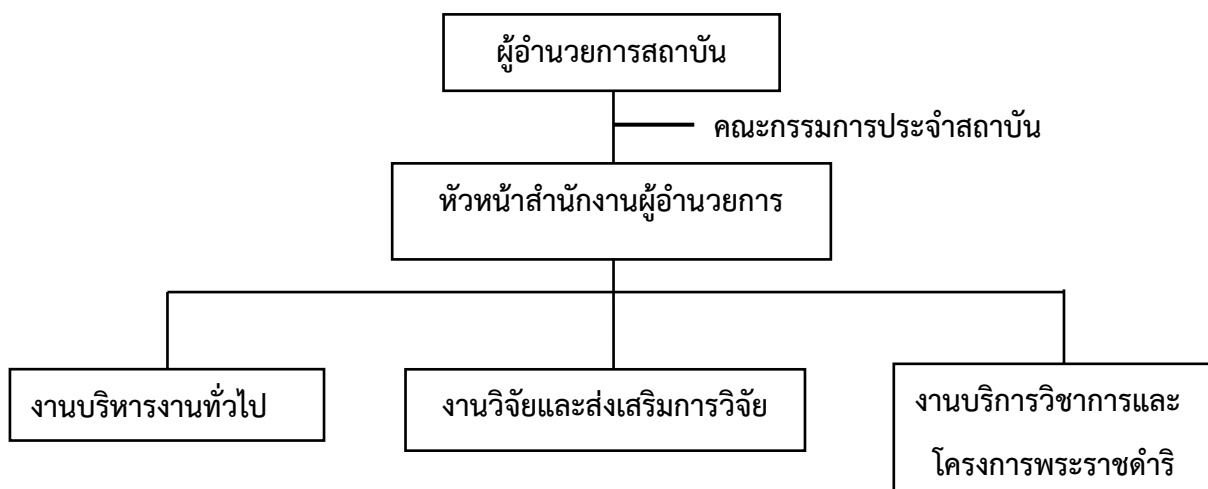 ผู้อำนวยการสถาบัน
คณะกรรมการประจำสถาบัน
หัวหน้าสำนักงานผู้อำนวยการ
งานบริหารงานทั่วไป
งานวิจัยและส่งเสริมการวิจัย
งานบริการวิชาการและ
โครงการพระราชดำริ